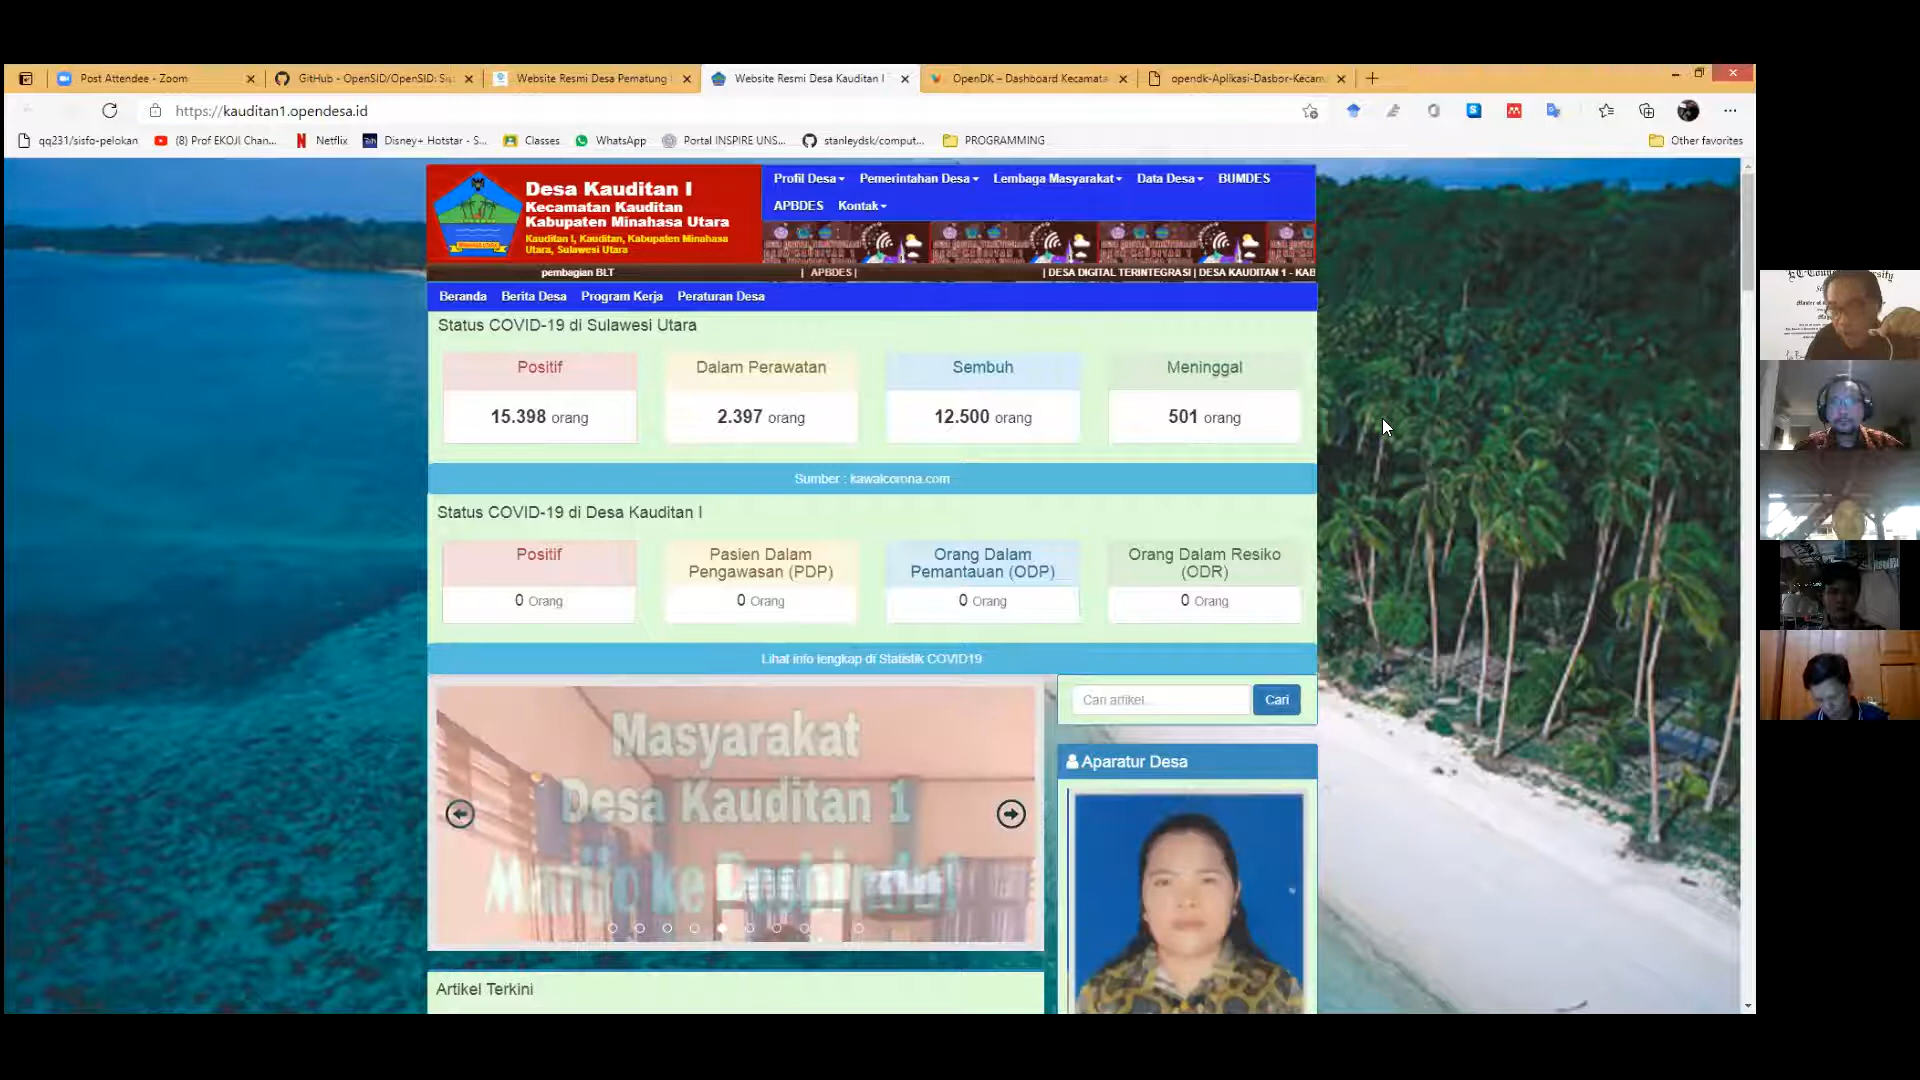 Post Attendee - Zoom
GitHub - OpenSID/OpenSID: Si
Website Resmi Desa Pematung
Website Resmi Desa Kauditan I
OpenDK – Dashboard Kecamata
opendk-Aplikasi-Dasbor-Kecam
https://kauditan1.opendesa.id
qq231/sisfo-pelokan
(8) Prof EKOJI Chan...
Netflix
Disney+ Hotstar - S...
Classes
WhatsApp
Portal INSPIRE UNS...
stanleydsk/comput...
PROGRAMMING
Other favorites
Desa Kauditan I
Kecamatan Kauditan
Kabupaten Minahasa Utara
Kauditan I, Kauditan, Kabupaten Minahasa
Utara, Sulawesi Utara
Profil Desa
Pemerintahan Desa
Lembaga Masyarakat
Data Desa
BUMDES
APBDES
Kontak
pembagian BLT
| APBDES |
| DESA DIGITAL TERINTEGRASI | DESA KAUDITAN 1 - KAB
Beranda
Berita Desa
Program Kerja
Peraturan Desa
Status COVID-19 di Sulawesi Utara
Positif
Dalam Perawatan
Sembuh
Meninggal
15.398 orang
2.397 orang
12.500 orang
501 orang
Sumber : kawalcorona.com
Status COVID-19 di Desa Kauditan I
Positif
Pasien Dalam
Pengawasan (PDP)
Orang Dalam
Pemantauan (ODP)
Orang Dalam Resiko
(ODR)
0 Orang
0 Orang
0 Orang
0 Orang
Lihat info lengkap di Statistik COVID19
Masyarakat
Desa Kauditan 1
Cari artikel...
Cari
Aparatur Desa
Artikel Terkini